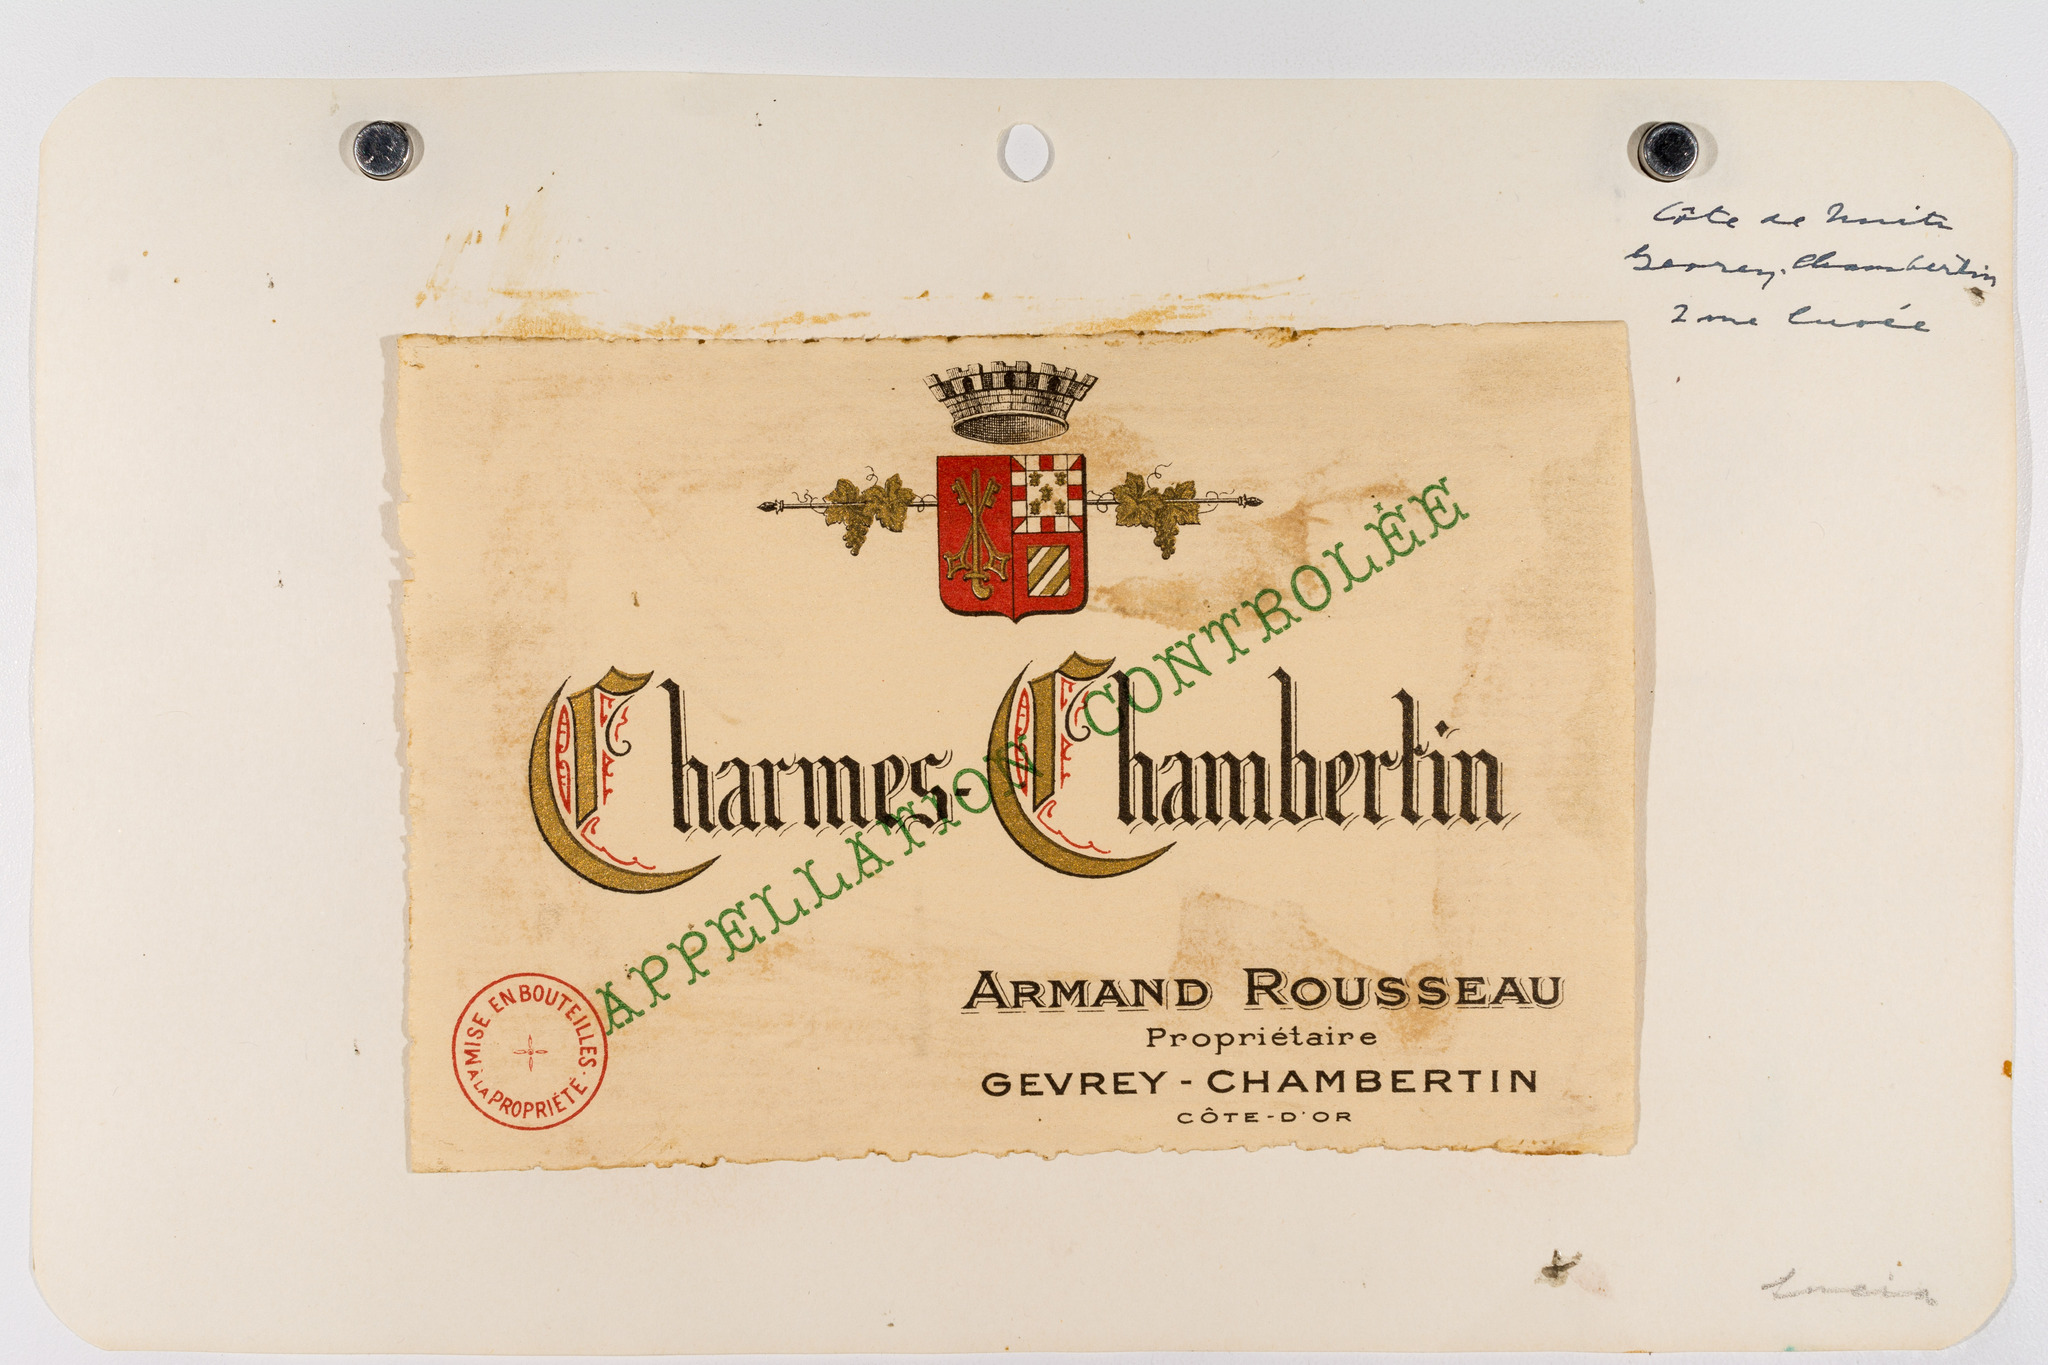 Côte de Nuits
Gevrey-Chambertin
2me Cuvée
APPELLATION CONTROLÉE
Charmes-Chambertin
MISE EN BOUTEILLES
À LA PROPRIÉTÉ
ARMAND ROUSSEAU
Propriétaire
GEVREY-CHAMBERTIN
CÔTE-D'OR